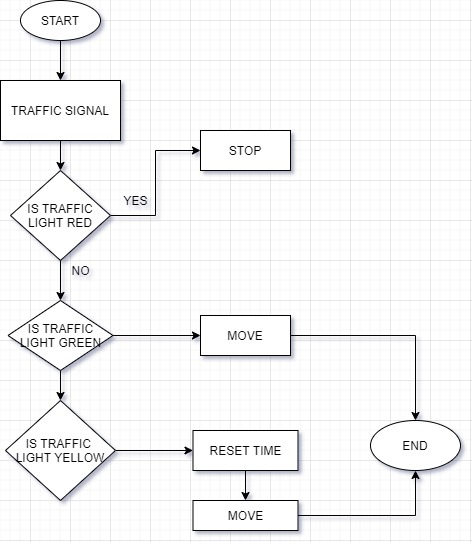 START
TRAFFIC SIGNAL
STOP
YES
IS TRAFFIC
LIGHT RED
NO
IS TRAFFIC
LIGHT GREEN
MOVE
IS TRAFFIC
LIGHT YELLOW
RESET TIME
END
MOVE